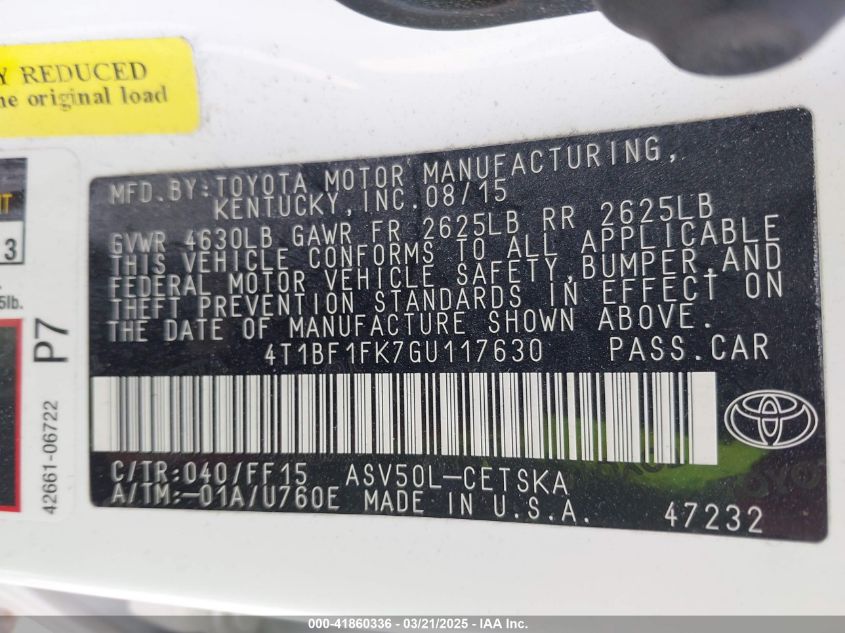 Y REDUCED
he original load
3
5lb.
P7
42661-06722
MFD.BY:TOYOTA MOTOR MANUFACTURING,
KENTUCKY,INC.08/15
GVWR 4630LB GAWR FR 2625LB RR 2625LB
THIS VEHICLE CONFORMS TO ALL APPLICABLE
FEDERAL MOTOR VEHICLE SAFETY,BUMPER,AND
THEFT PREVENTION STANDARDS IN EFFECT ON
THE DATE OF MANUFACTURE SHOWN ABOVE.
4T1BF1FK7GU117630 PASS.CAR
C/TR:040/FF15 ASV50L-CETSKA
A/TM:-01A/U760E MADE IN U.S.A. 47232
000-41860336 - 03/21/2025 - IAA Inc.